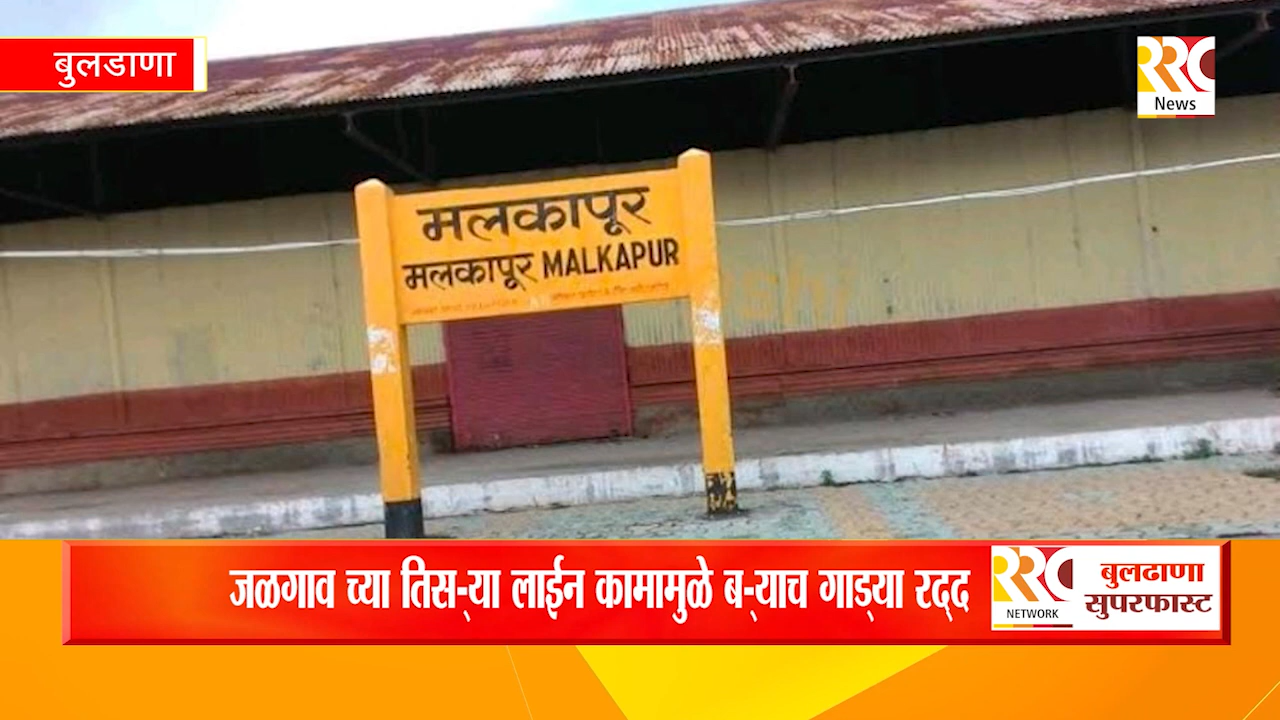 बुलडाणा
RRC
News
मलकापूर
मलकापूर MALKAPUR
जळगाव च्या तिस-या लाईन कामामुळे ब-याच गाड्या रद्द
RRC
NETWORK
बुलढाणा
सुपरफास्ट